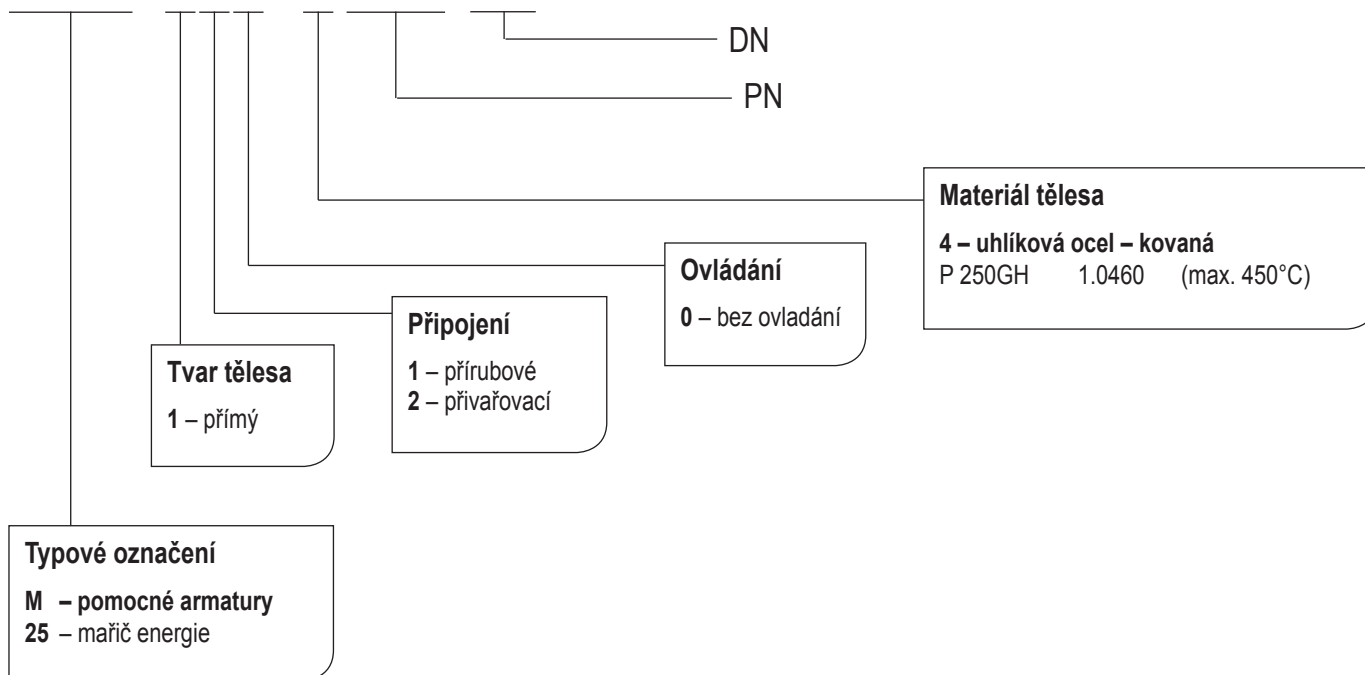 DN
PN
Materiál tělesa
4 – uhlíková ocel – kovaná
P 250GH 1.0460 (max. 450°C)
Ovládání
0 – bez ovladání
Připojení
1 – přírubové
2 – přivařovací
Tvar tělesa
1 – přímý
Typové označení
M – pomocné armatury
25 – mařič energie